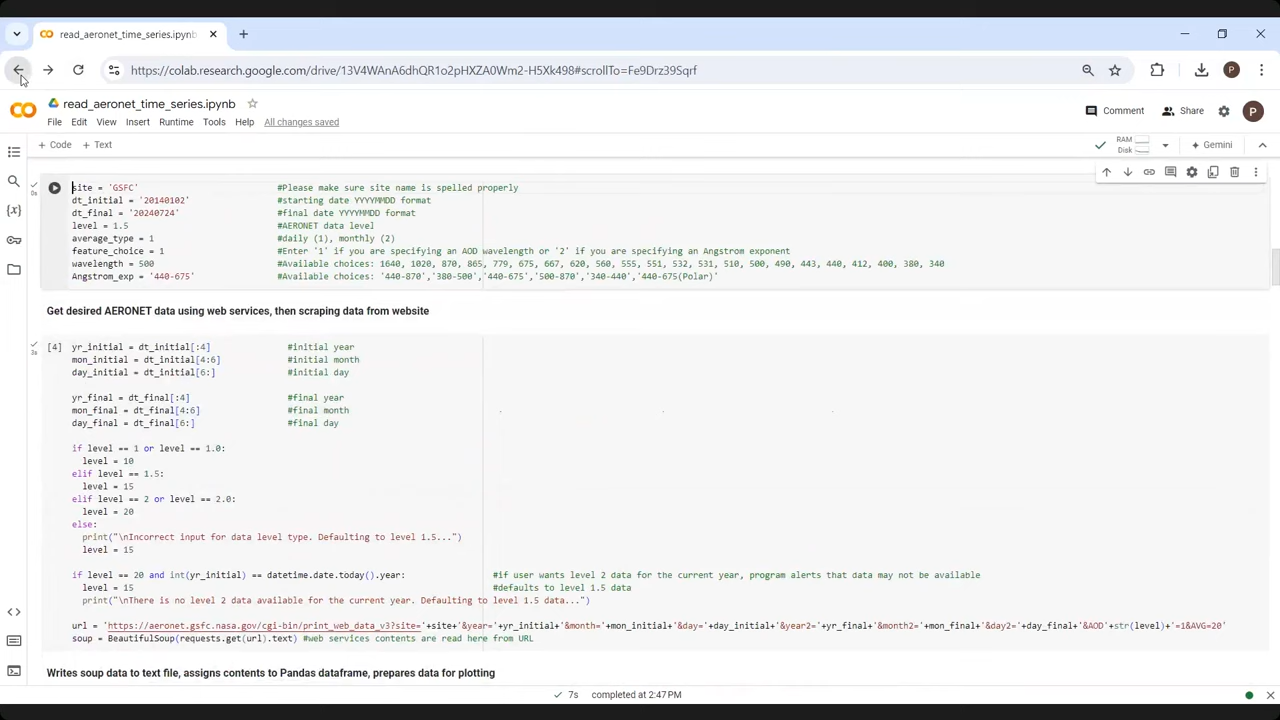 read_aeronet_time_series.ipynb
https://colab.research.google.com/drive/13V4WAnA6dhQR1o2pHXZA0Wm2-H5Xk498#scrollTo=Fe9Drz39Sqrf
P
read_aeronet_time_series.ipynb
Comment
Share
P
File Edit View Insert Runtime Tools Help All changes saved
+ Code + Text
RAM
Disk
Gemini
0s
site = 'GSFC' #Please make sure site name is spelled properly
dt_initial = '20140102' #starting date YYYYMMDD format
dt_final = '20240724' #final date YYYYMMDD format
level = 1.5 #AERONET data level
average_type = 1 #daily (1), monthly (2)
feature_choice = 1 #Enter '1' if you are specifying an AOD wavelength or '2' if you are specifying an Angstrom exponent
wavelength = 500 #Available choices: 1640, 1020, 870, 865, 779, 675, 667, 620, 560, 555, 551, 532, 531, 510, 500, 490, 443, 440, 412, 400, 380, 340
Angstrom_exp = '440-675' #Available choices: '440-870','380-500','440-675','500-870','340-440','440-675(Polar)'
Get desired AERONET data using web services, then scraping data from website
3s
[4] yr_initial = dt_initial[:4] #initial year
mon_initial = dt_initial[4:6] #initial month
day_initial = dt_initial[6:] #initial day
yr_final = dt_final[:4] #final year
mon_final = dt_final[4:6] #final month
day_final = dt_final[6:] #final day
if level == 1 or level == 1.0:
level = 10
elif level == 1.5:
level = 15
elif level == 2 or level == 2.0:
level = 20
else:
print("\nIncorrect input for data level type. Defaulting to level 1.5...")
level = 15
if level == 20 and int(yr_initial) == datetime.date.today().year: #if user wants level 2 data for the current year, program alerts that data may not be available
level = 15 #defaults to level 1.5 data
print("\nThere is no level 2 data available for the current year. Defaulting to level 1.5 data...")
url = 'https://aeronet.gsfc.nasa.gov/cgi-bin/print_web_data_v3?site='+site+'&year='+yr_initial+'&month='+mon_initial+'&day='+day_initial+'&year2='+yr_final+'&month2='+mon_final+'&day2='+day_final+'&AOD'+str(level)+'=1&AVG=20'
soup = BeautifulSoup(requests.get(url).text) #web services contents are read here from URL
Writes soup data to text file, assigns contents to Pandas dataframe, prepares data for plotting
7s completed at 2:47PM